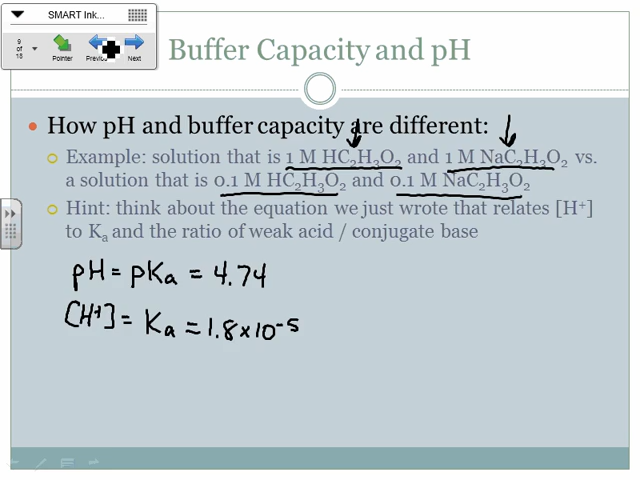 SMART Ink...
9
of
18
Pointer
Next
Buffer Capacity and pH
• How pH and buffer capacity are different:
Example: solution that is 1 M HC₂H₃O₂ and 1 M NaC₂H₃O₂ vs.
a solution that is 0.1 M HC₂H₃O₂ and 0.1 M NaC₂H₃O₂
Hint: think about the equation we just wrote that relates [H⁺]
to Kₐ and the ratio of weak acid / conjugate base
pH = pKₐ = 4.74
[H⁺] = Kₐ = 1.8 x 10⁻⁵